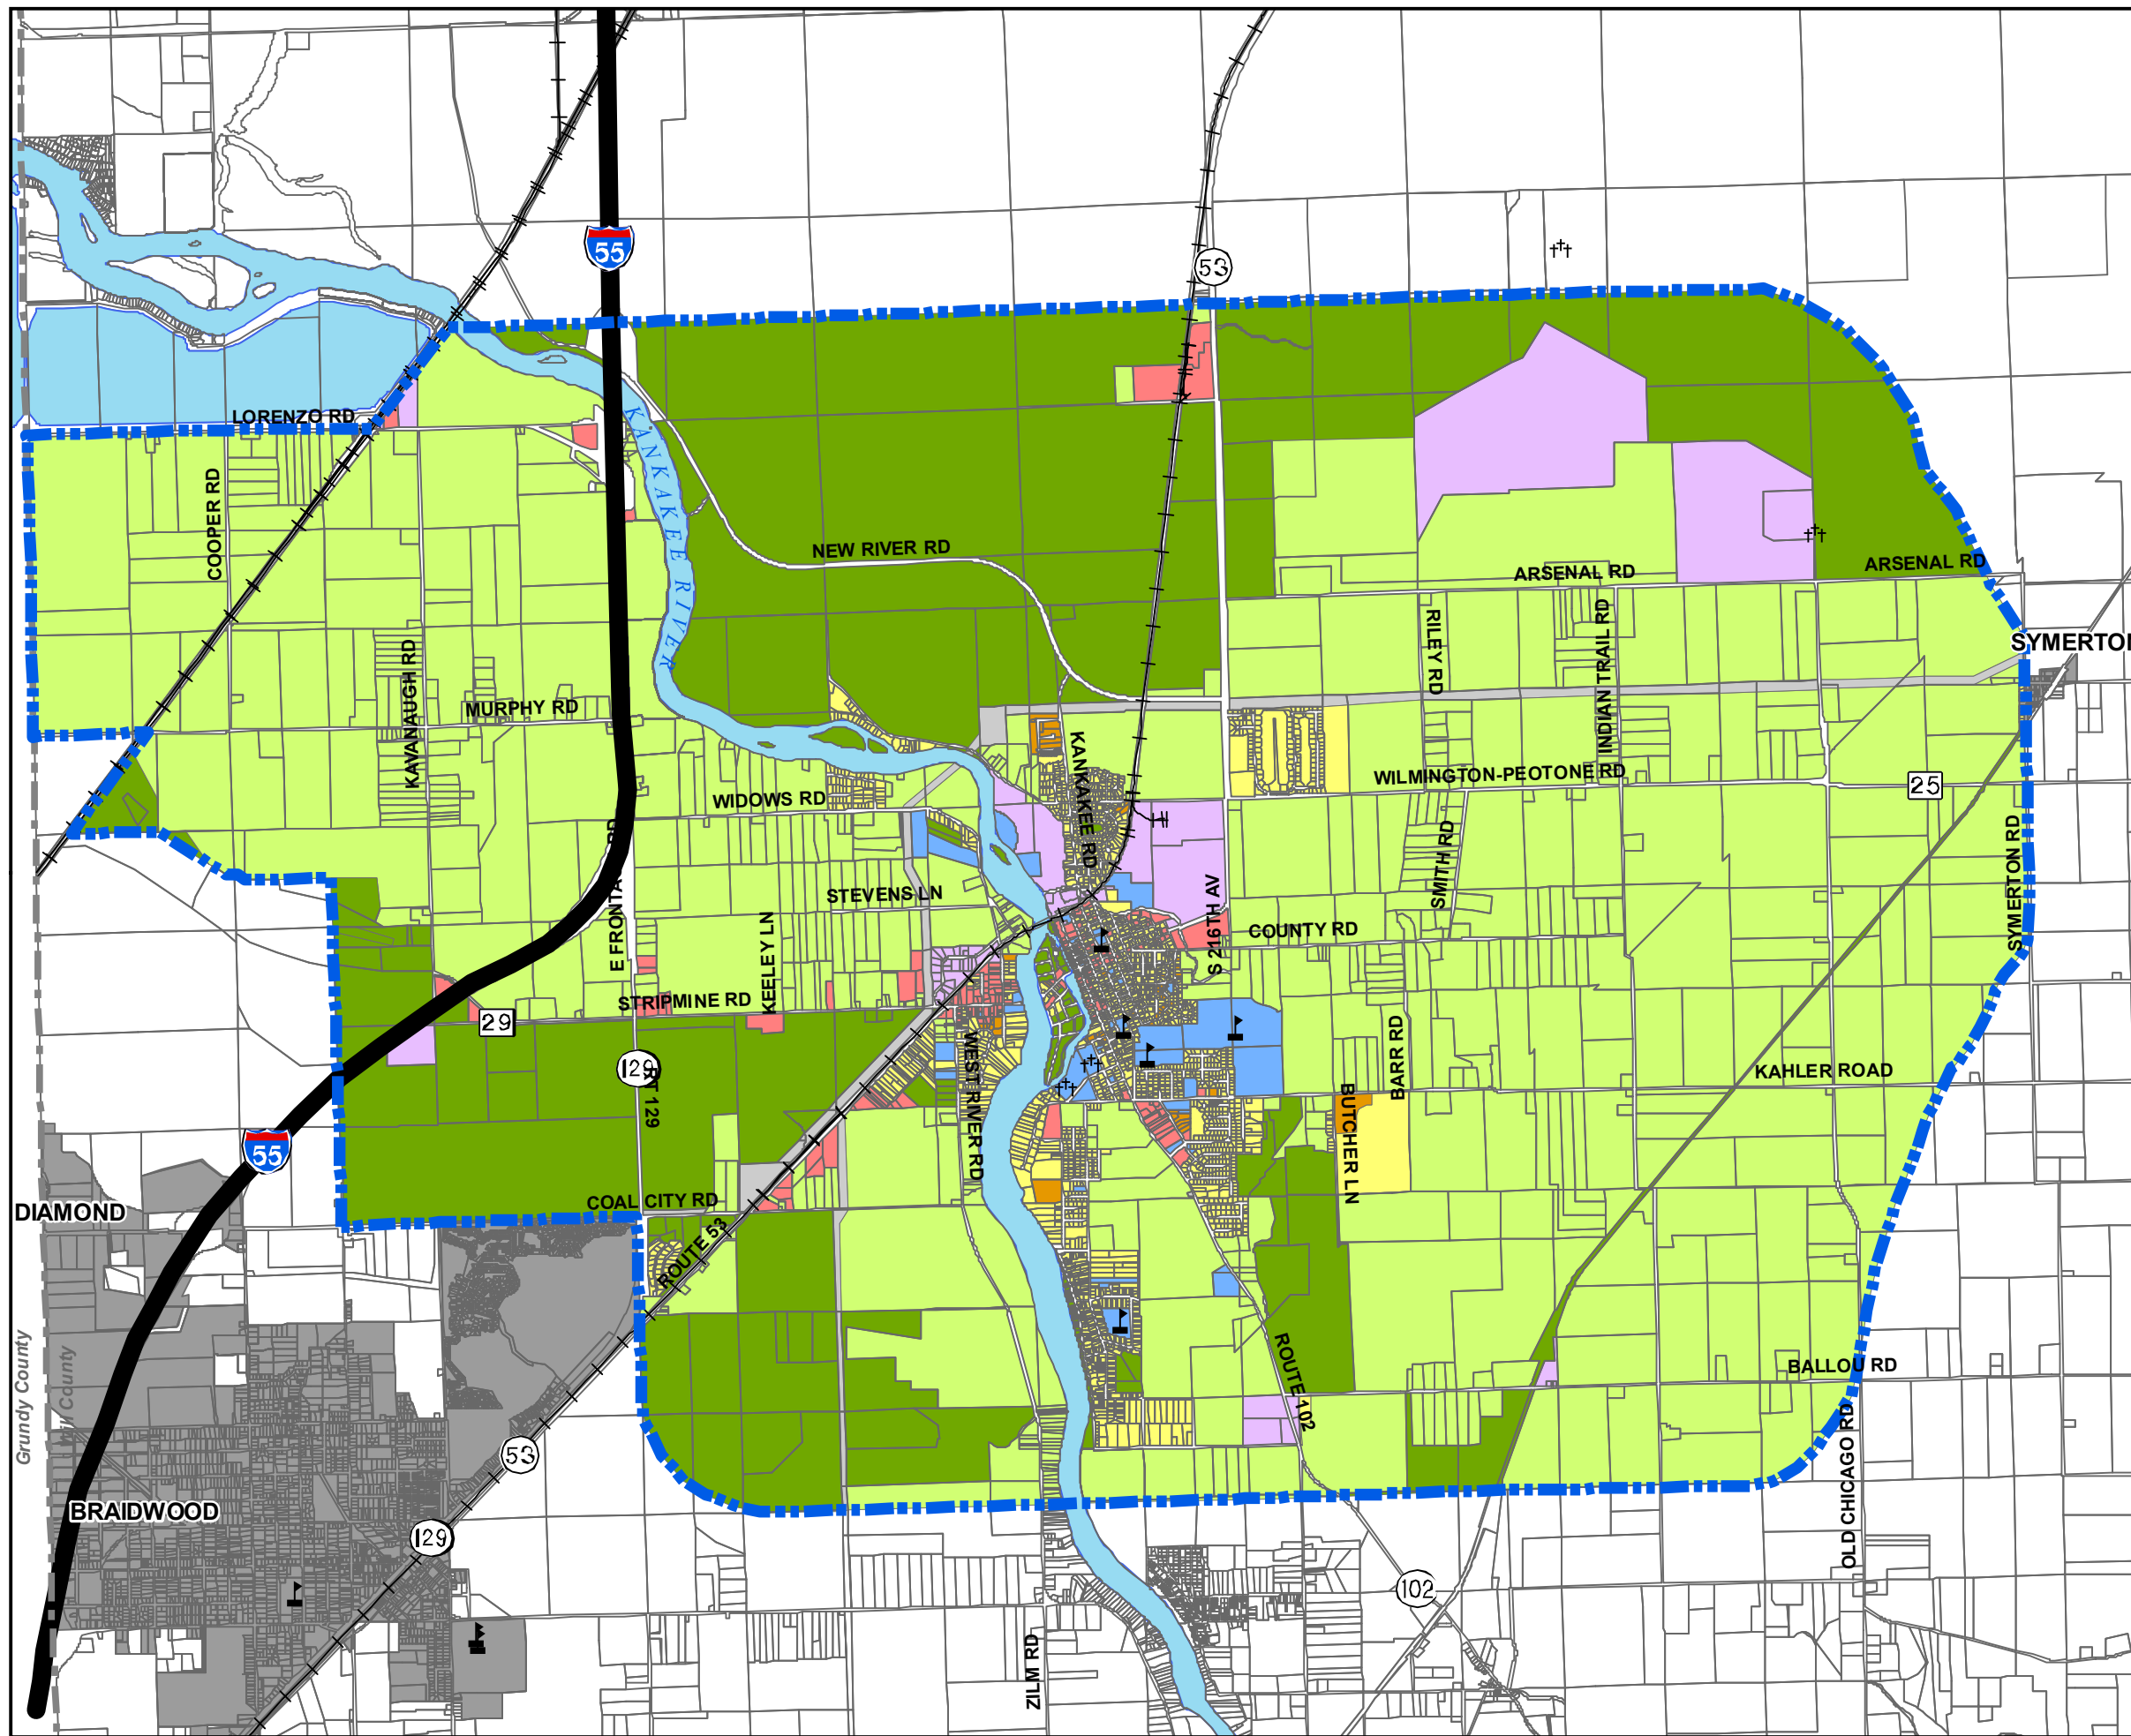 55
53
LORENZO RD
KANKAKEE RIVER
COOPER RD
NEW RIVER RD
ARSENAL RD
ARSENAL RD
RILEY RD
INDIAN TRAIL RD
SYMERTON
KAVANAUGH RD
MURPHY RD
KANKAKEE RD
WILMINGTON-PEOTONE RD
25
WIDOWS RD
SMITH RD
SYMERTON RD
STEVENS LN
S 216TH AV
COUNTY RD
KEELEY LN
STRIPMINE RD
29
129
RT 129
WEST RIVER RD
BARR RD
KAHLER ROAD
BUTCHER LN
55
DIAMOND
COAL CITY RD
ROUTE 53
Grundy County
ROUTE 102
BALLOU RD
OLD CHICAGO RD
53
BRAIDWOOD
129
102
ZILM RD